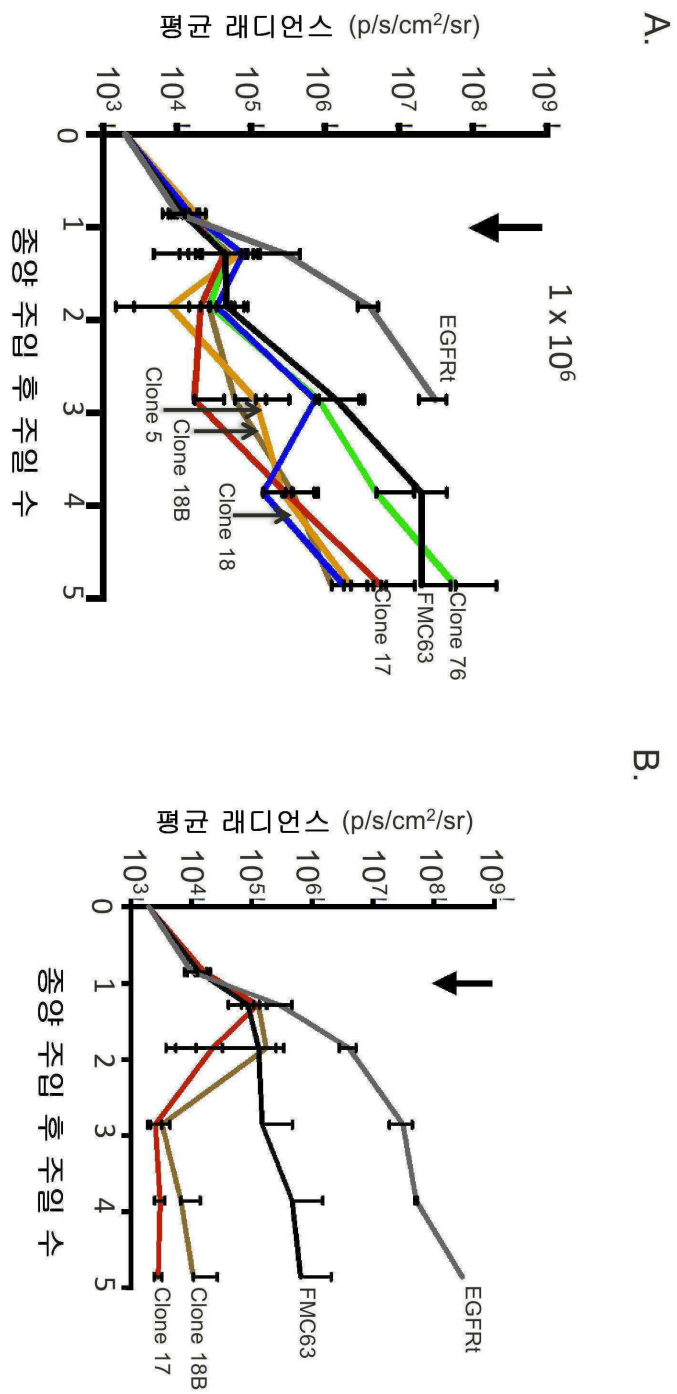 A.
평균 래디언스 (p/s/cm²/sr)
10⁹
10⁸
10⁷
10⁶
10⁵
10⁴
10³
1 x 10⁶
EGFRt
Clone 5
Clone 18B
Clone 18
Clone 17
FMC63
Clone 76
0 1 2 3 4 5
종양 주입 후 주일 수
B.
평균 래디언스 (p/s/cm²/sr)
10⁹
10⁸
10⁷
10⁶
10⁵
10⁴
10³
EGFRt
FMC63
Clone 18B
Clone 17
0 1 2 3 4 5
종양 주입 후 주일 수